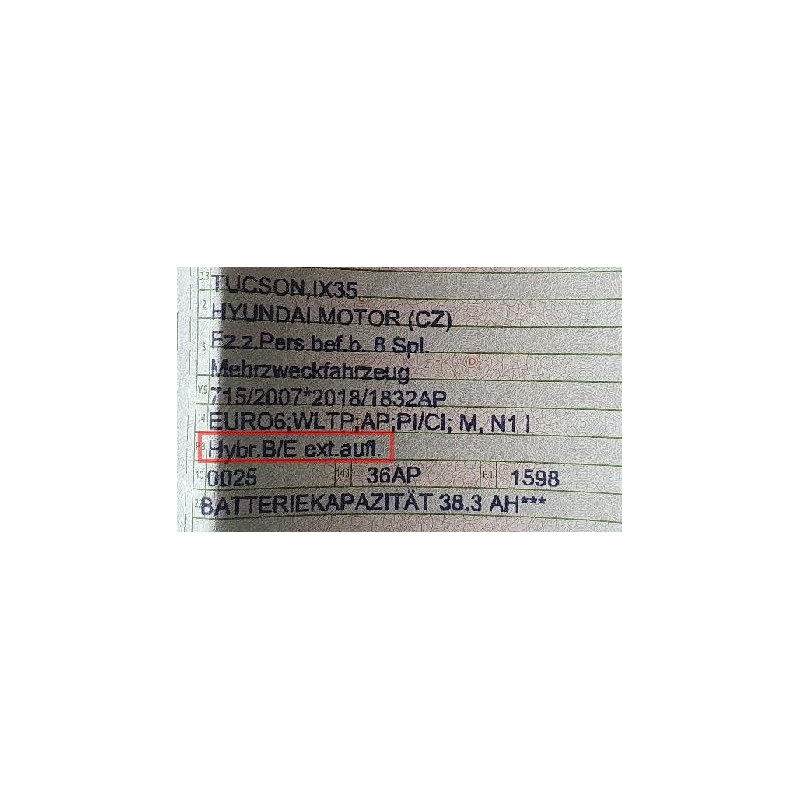 TUCSON,IX35
HYUNDAI MOTOR (CZ)
Fz.z.Pers.bef.b. 8 Spl.
Mehrzweckfahrzeug
715/2007*2018/1832AP
EURO6;WLTP;AP;PI/CI; M, N1 I
Hybr.B/E ext.aufl.
0025 36AP 1598
BATTERIEKAPAZITÄT 38.3 AH***